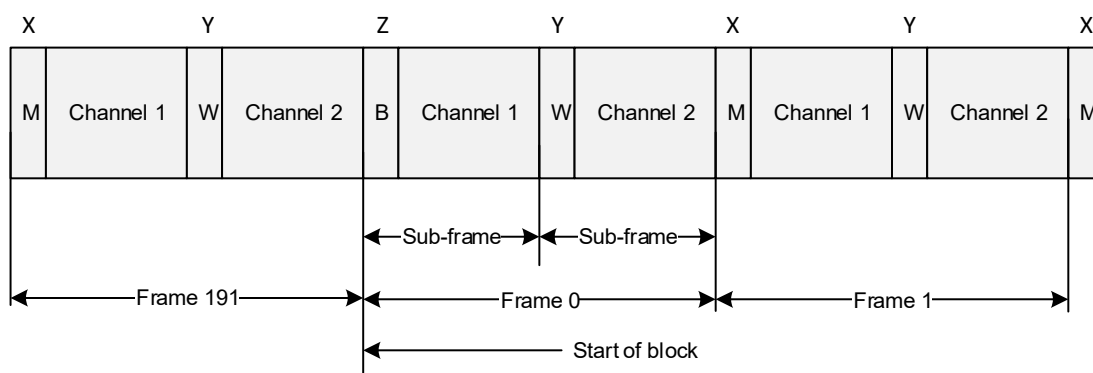 X Y Z Y X Y X
M Channel 1 W Channel 2 B Channel 1 W Channel 2 M Channel 1 W Channel 2 M
Sub-frame Sub-frame
Frame 191 Frame 0 Frame 1
Start of block